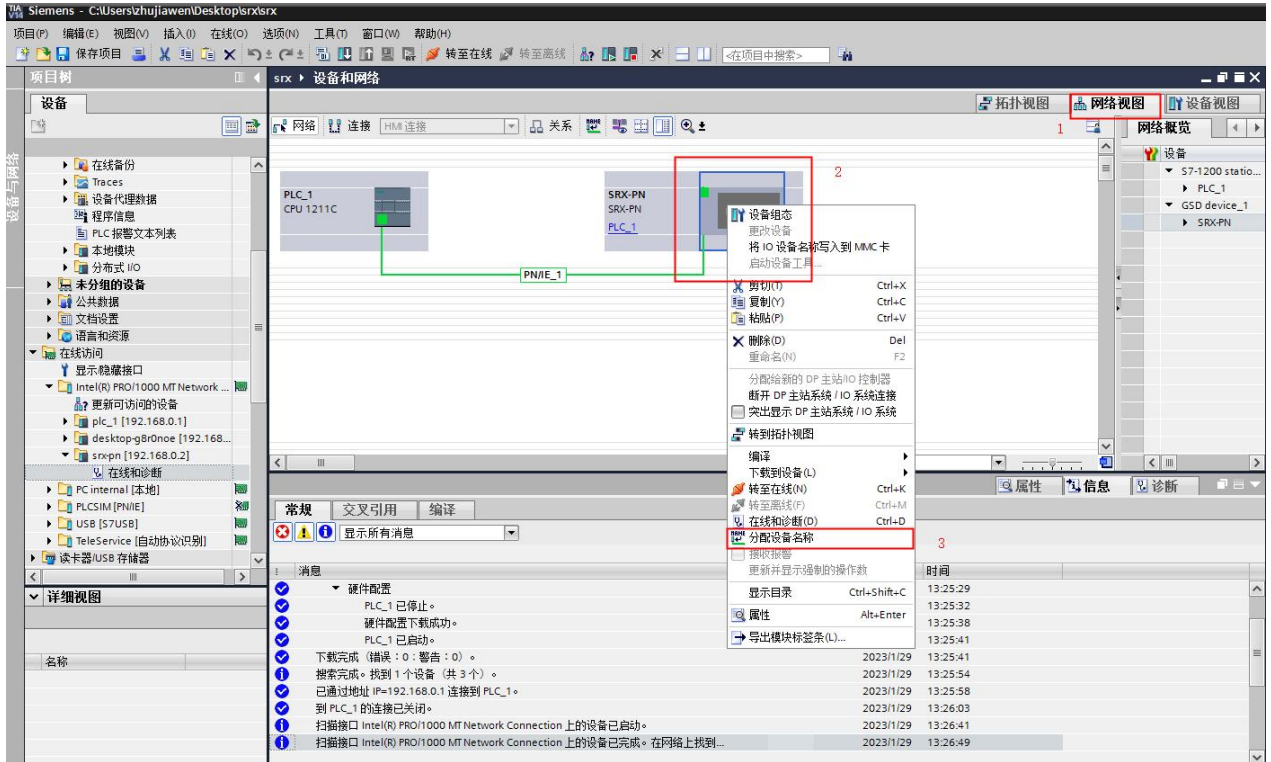 TIA V14 Siemens - C:\Users\zhujiawen\Desktop\srx\srx
项目(P) 编辑(E) 视图(V) 插入(I) 在线(O) 选项(N) 工具(T) 窗口(W) 帮助(H)
保存项目 转至在线 转至离线 <在项目中搜索>
项目树
srx ▸ 设备和网络
设备
拓扑视图 网络视图 设备视图
网络 连接 HMI 连接 关系
1
网络概览
设备与网络
在线备份
Traces
设备代理数据
程序信息
PLC 报警文本列表
本地模块
分布式 I/O
未分组的设备
公共数据
文档设置
语言和资源
在线访问
显示/隐藏接口
Intel(R) PRO/1000 MT Network ...
更新可访问的设备
plc_1 [192.168.0.1]
desktop-g8r0noe [192.168...
srx-pn [192.168.0.2]
在线和诊断
PC internal [本地]
PLCSIM [PN/IE]
USB [S7USB]
TeleService [自动协议识别]
读卡器/USB 存储器
详细视图
名称
PLC_1
CPU 1211C
SRX-PN
SRX-PN
PLC_1
PN/IE_1
2
设备
S7-1200 statio...
PLC_1
GSD device_1
SRX-PN
设备组态
更改设备
将 IO 设备名称写入到 MMC 卡
启动设备工具...
剪切(T) Ctrl+X
复制(Y) Ctrl+C
粘贴(P) Ctrl+V
删除(D) Del
重命名(N) F2
分配给新的 DP 主站/IO 控制器
断开 DP 主站系统 / IO 系统连接
突出显示 DP 主站系统 / IO 系统
转到拓扑视图
编译
下载到设备(L)
转至在线(N) Ctrl+K
转至离线(F) Ctrl+M
在线和诊断(D) Ctrl+D
分配设备名称
3
接收报警
更新并显示强制的操作数
显示目录 Ctrl+Shift+C
属性 Alt+Enter
导出模块标签条(L)...
属性 信息 诊断
常规 交叉引用 编译
显示所有消息
! 消息 时间
硬件配置 13:25:29
PLC_1 已停止。 13:25:32
硬件配置下载成功。 13:25:38
PLC_1 已启动。 13:25:41
下载完成（错误：0；警告：0）。 2023/1/29 13:25:41
搜索完成。找到 1 个设备（共 3 个）。 2023/1/29 13:25:54
已通过地址 IP=192.168.0.1 连接到 PLC_1。 2023/1/29 13:25:58
到 PLC_1 的连接已关闭。 2023/1/29 13:26:03
扫描接口 Intel(R) PRO/1000 MT Network Connection 上的设备已启动。 2023/1/29 13:26:41
扫描接口 Intel(R) PRO/1000 MT Network Connection 上的设备已完成。在网络上找到... 2023/1/29 13:26:49